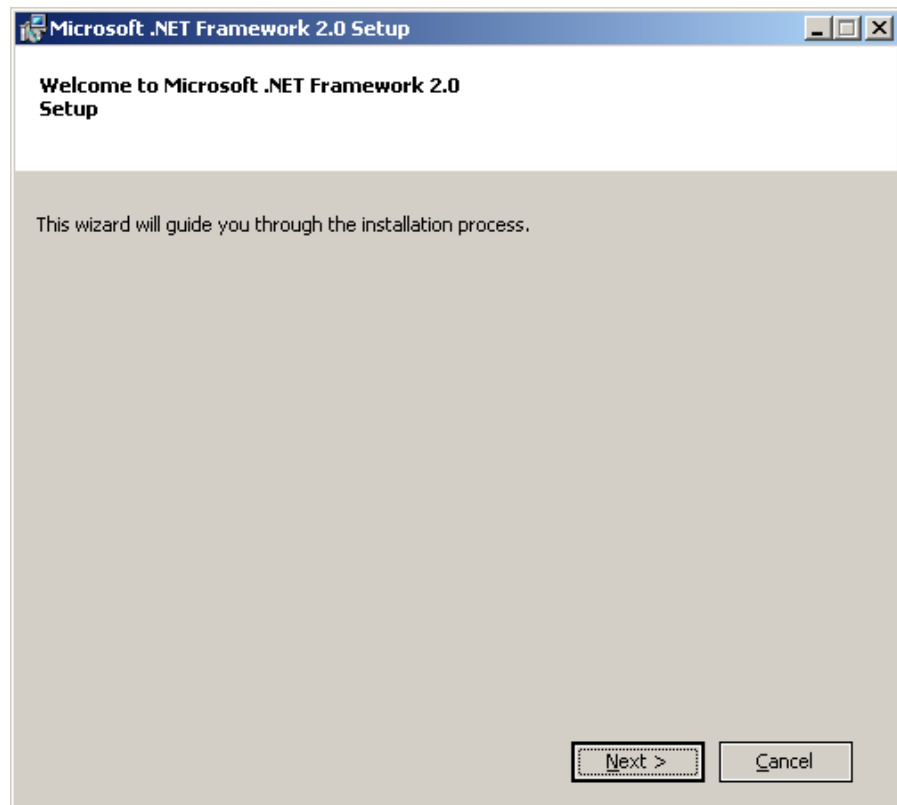 Microsoft .NET Framework 2.0 Setup
Welcome to Microsoft .NET Framework 2.0
Setup
This wizard will guide you through the installation process.
Next >
Cancel